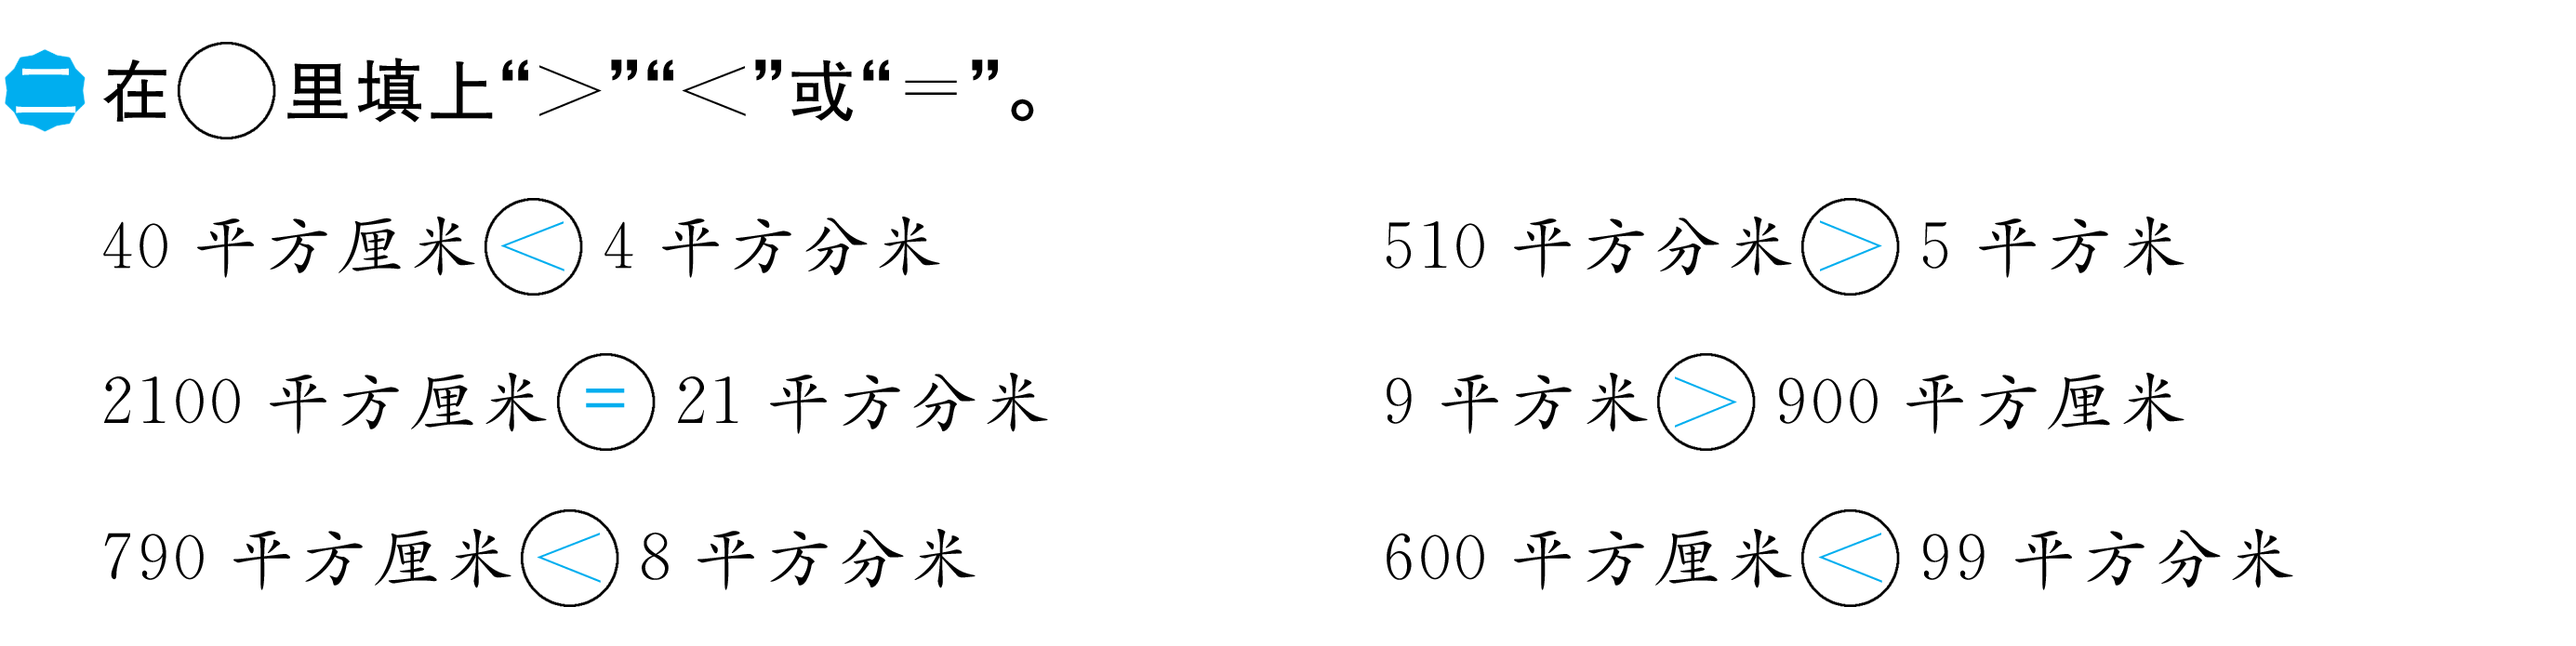 二 在○里填上“>”“<”或“=”。
40 平方厘米<4 平方分米 510 平方分米>5 平方米
2100 平方厘米=21 平方分米 9 平方米>900 平方厘米
790 平方厘米<8 平方分米 600 平方厘米<99 平方分米